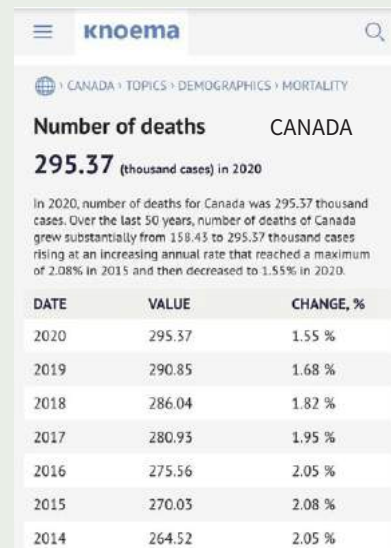 knoema
CANADA › TOPICS › DEMOGRAPHICS › MORTALITY
Number of deaths CANADA
295.37 (thousand cases) in 2020
In 2020, number of deaths for Canada was 295.37 thousand
cases. Over the last 50 years, number of deaths of Canada
grew substantially from 158.43 to 295.37 thousand cases
rising at an increasing annual rate that reached a maximum
of 2.08% in 2015 and then decreased to 1.55% in 2020.
DATE VALUE CHANGE, %
2020 295.37 1.55 %
2019 290.85 1.68 %
2018 286.04 1.82 %
2017 280.93 1.95 %
2016 275.56 2.05 %
2015 270.03 2.08 %
2014 264.52 2.05 %